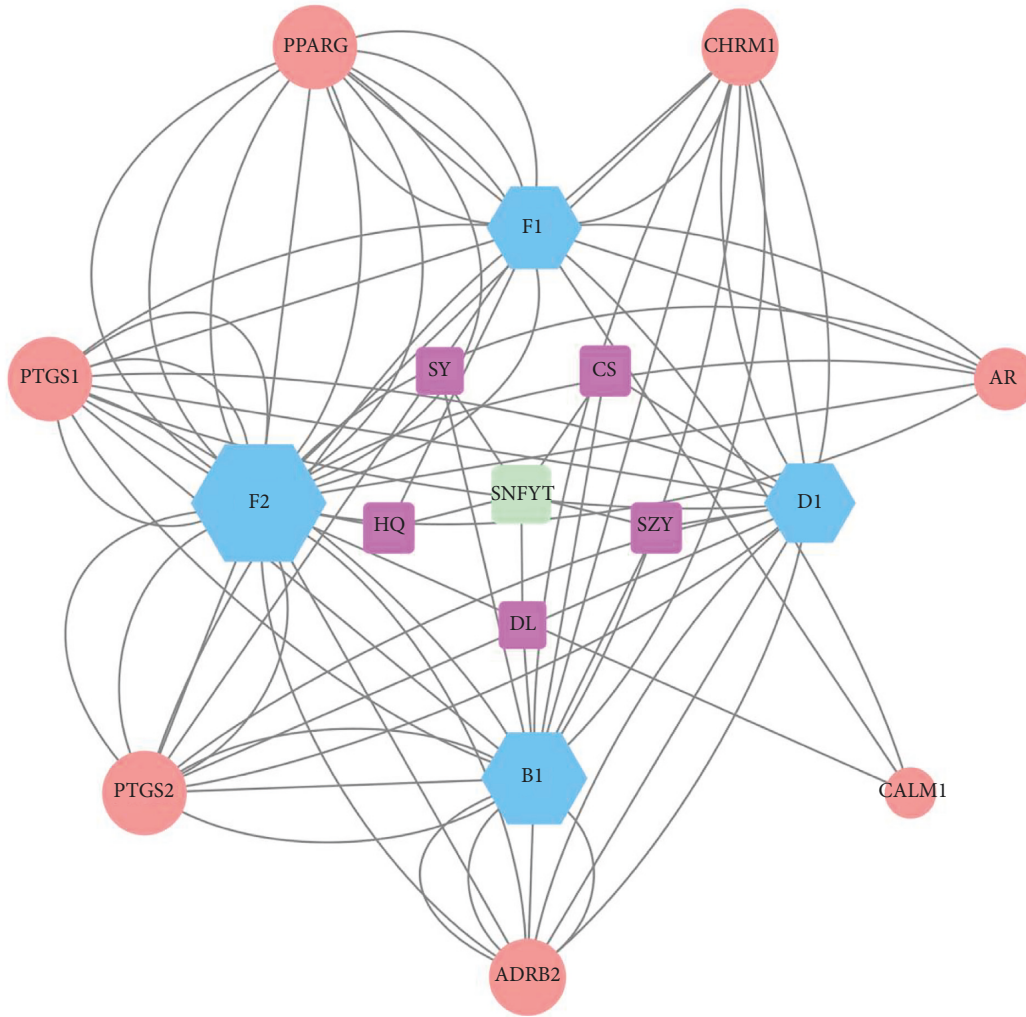 PPARG
CHRM1
F1
SY
CS
PTGS1
AR
SNFYT
F2
D1
HQ
SZY
DL
B1
PTGS2
CALM1
ADRB2